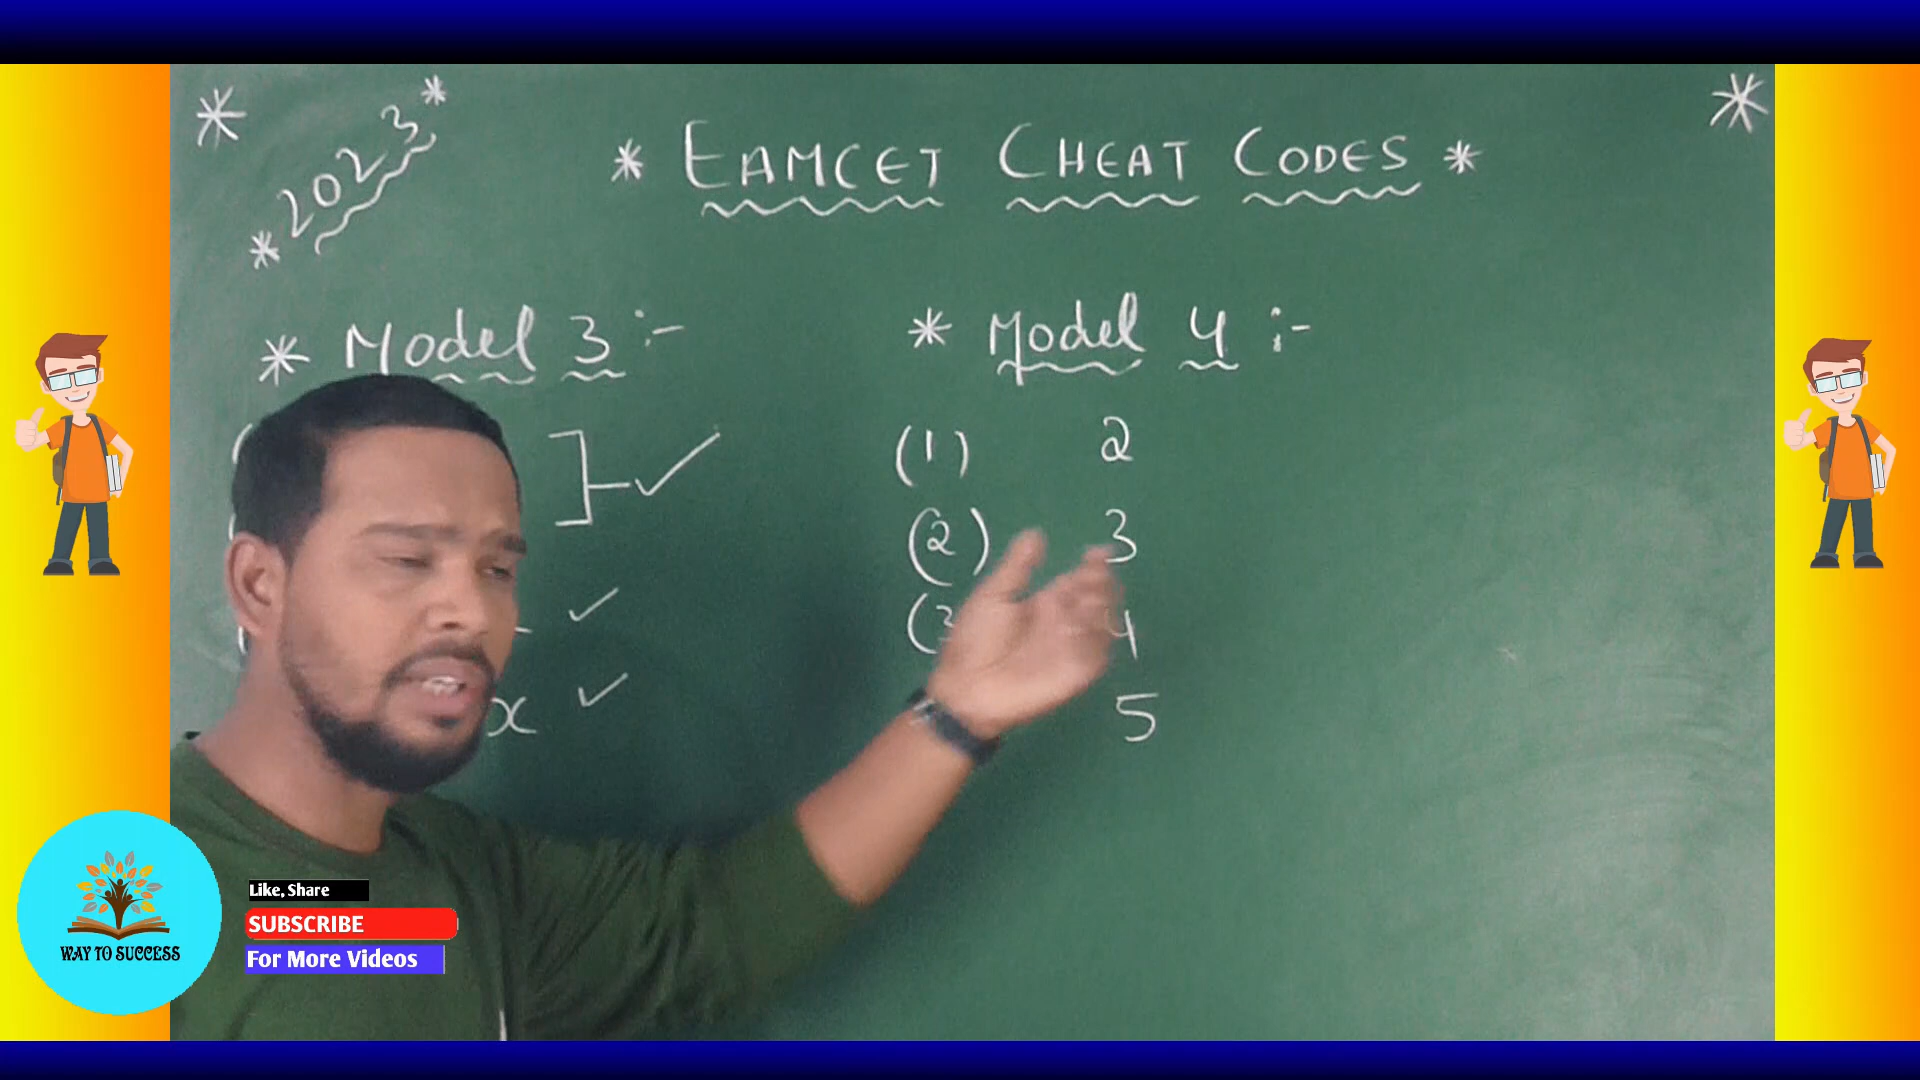 * 2023 *
* EAMCET CHEAT CODES *
* Model 3 :-
x
* Model 4 :-
(1) 2
(2) 3
(3 4
5
WAY TO SUCCESS
Like, Share
SUBSCRIBE
For More Videos